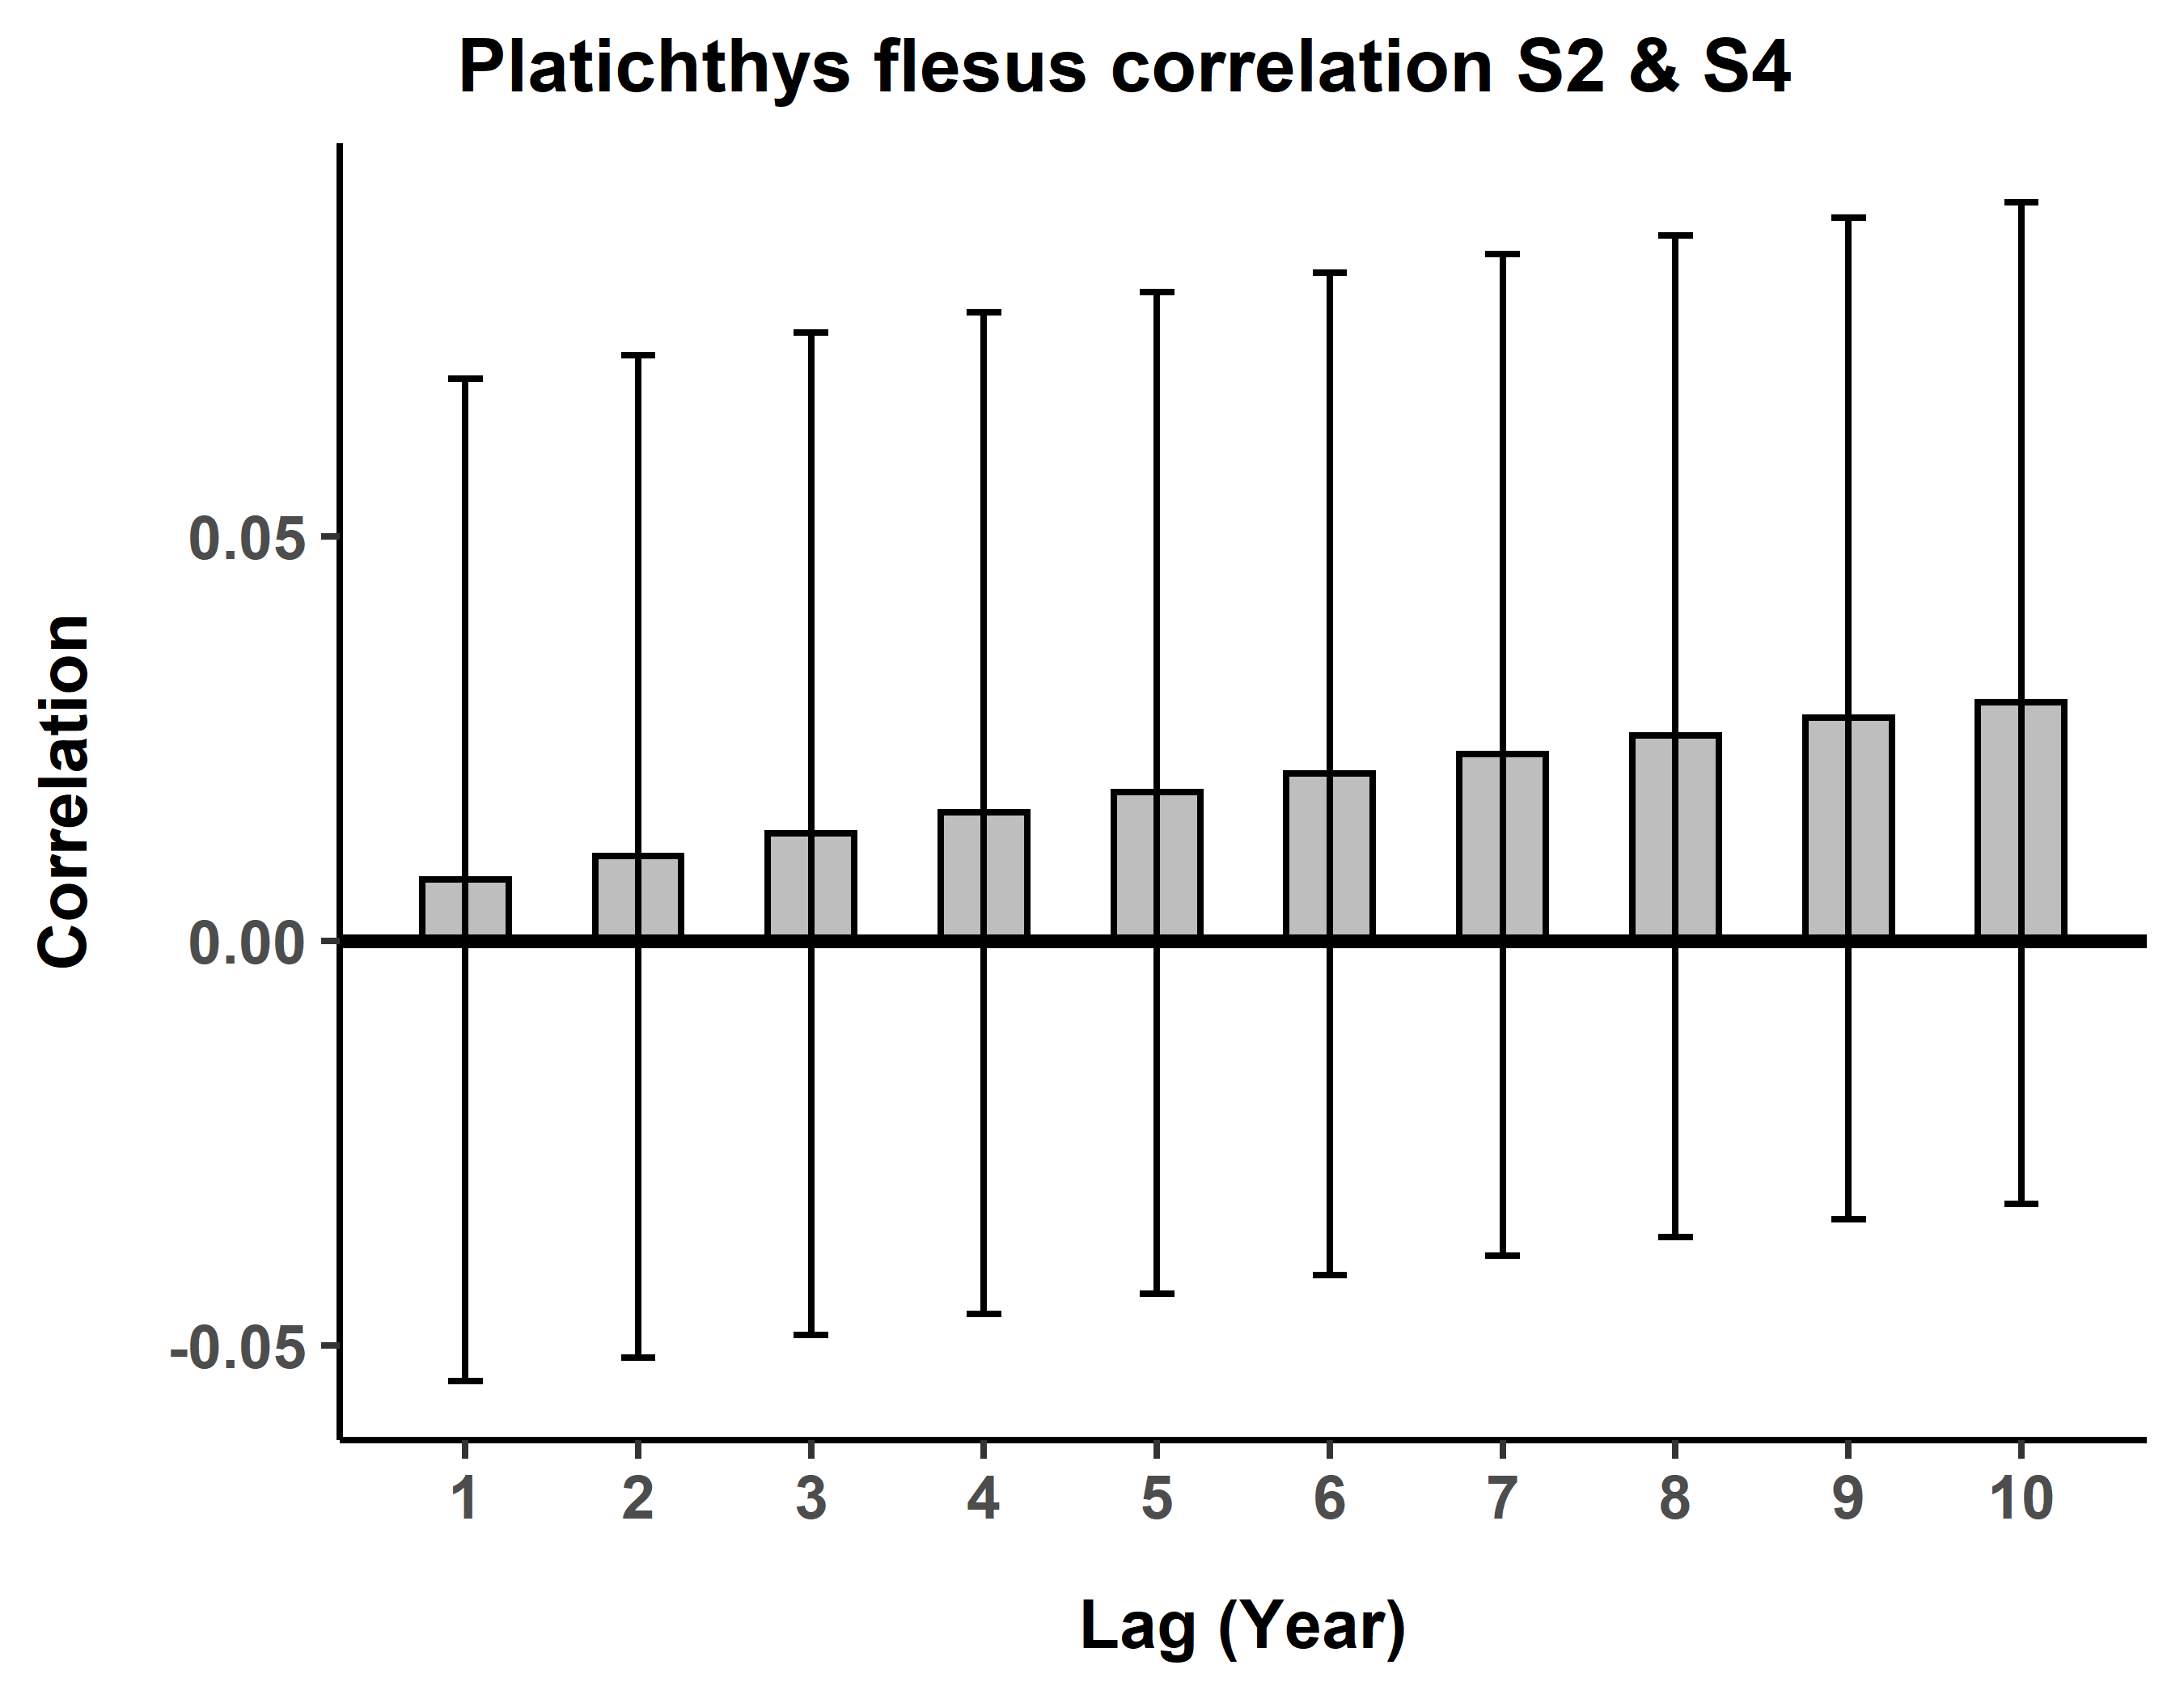 Platichthys flesus correlation S2 & S4
Correlation
0.05
0.00
-0.05
1 2 3 4 5 6 7 8 9 10
Lag (Year)